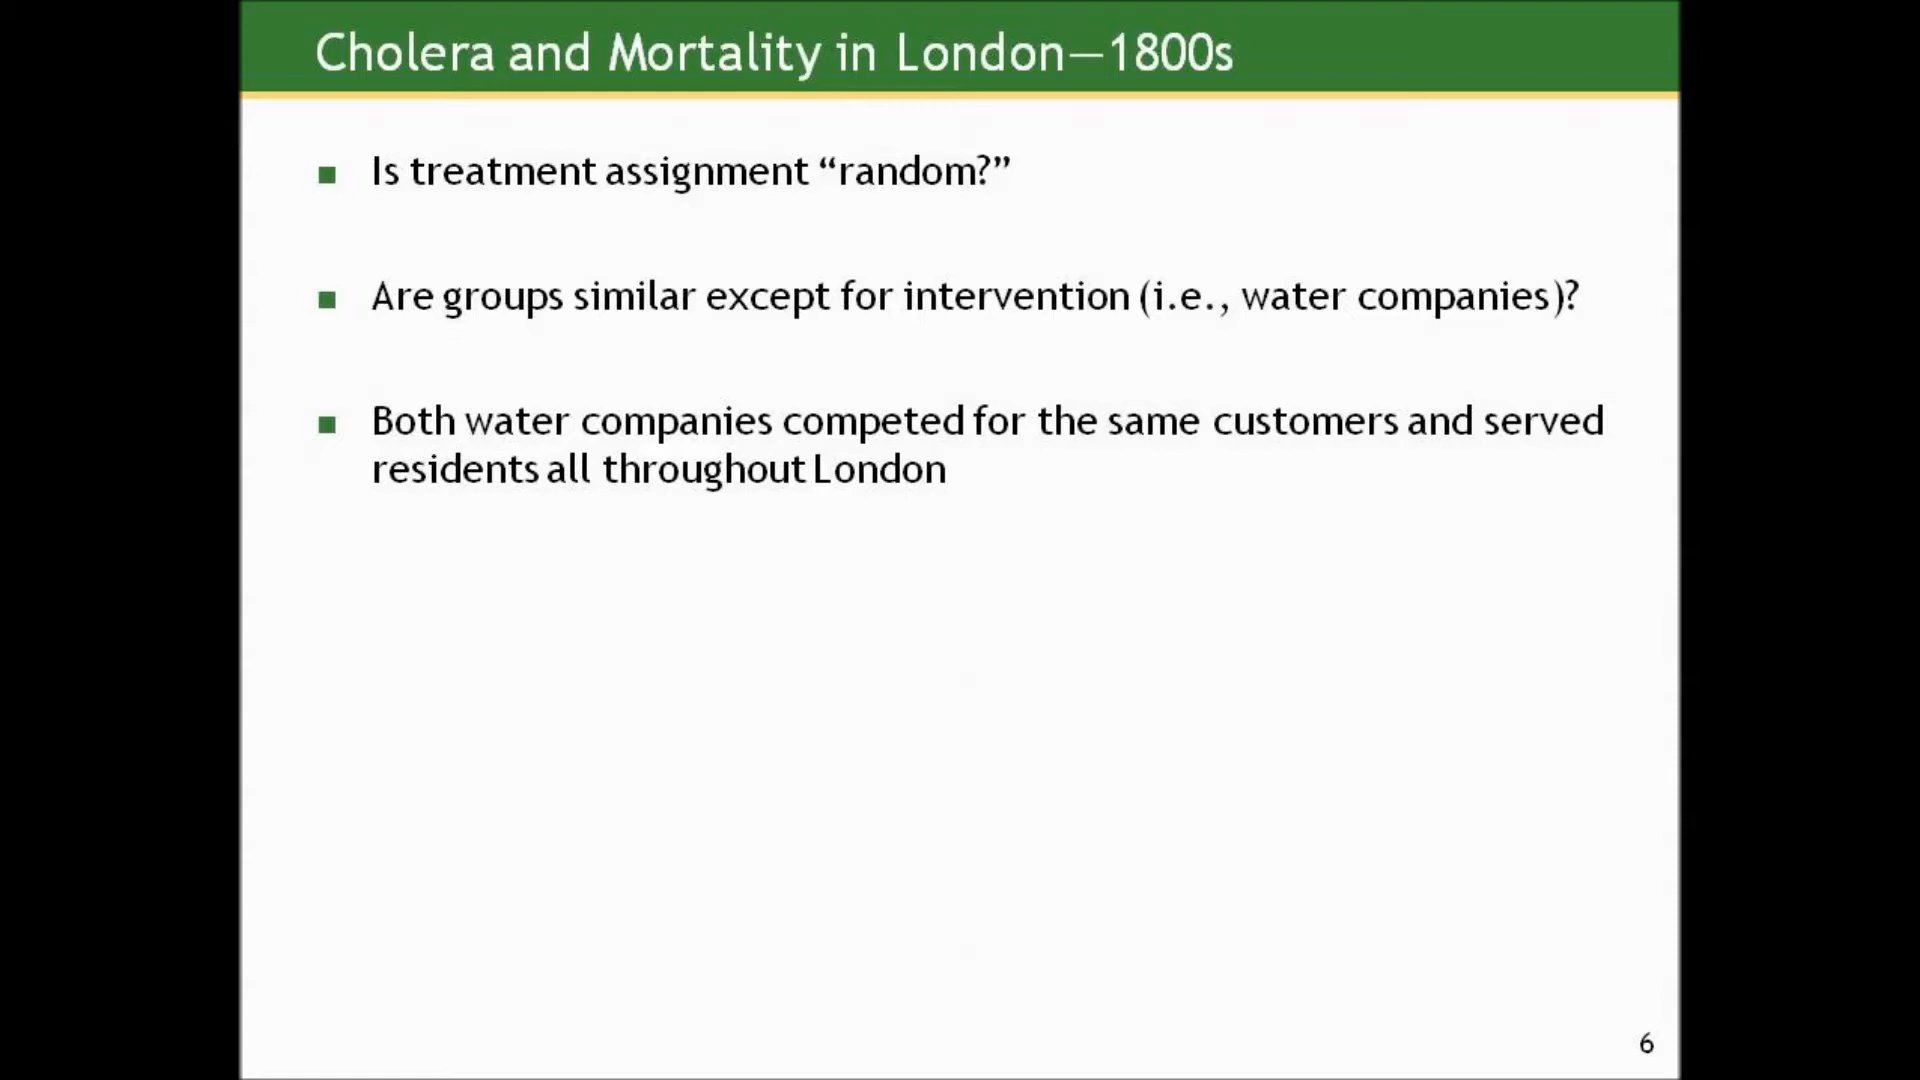 Cholera and Mortality in London—1800s
Is treatment assignment “random?”
Are groups similar except for intervention (i.e., water companies)?
Both water companies competed for the same customers and served
residents all throughout London
6